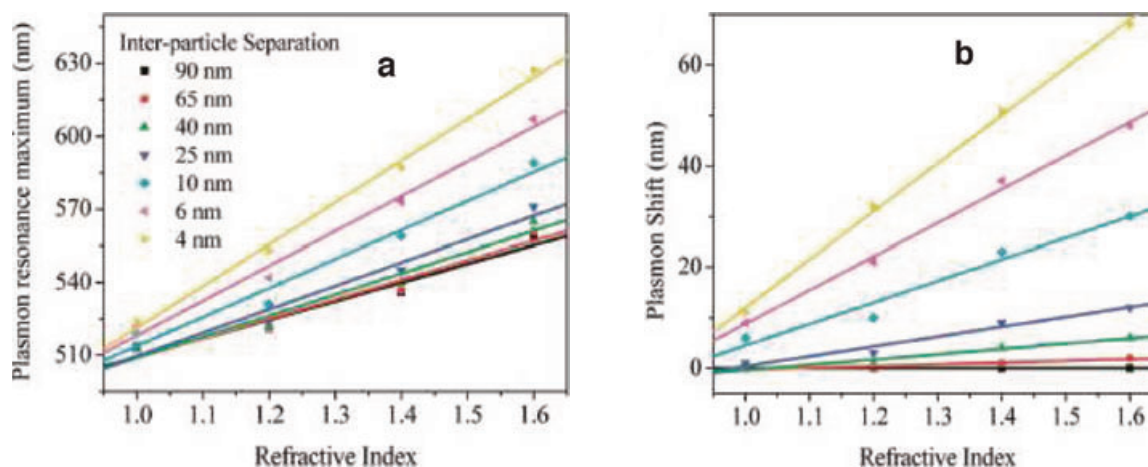 Plasmon resonance maximum (nm)
630
600
570
540
510
Inter-particle Separation
90 nm
65 nm
40 nm
25 nm
10 nm
6 nm
4 nm
a
1.0 1.1 1.2 1.3 1.4 1.5 1.6
Refractive Index
Plasmon Shift (nm)
60
40
20
0
b
1.0 1.1 1.2 1.3 1.4 1.5 1.6
Refractive Index